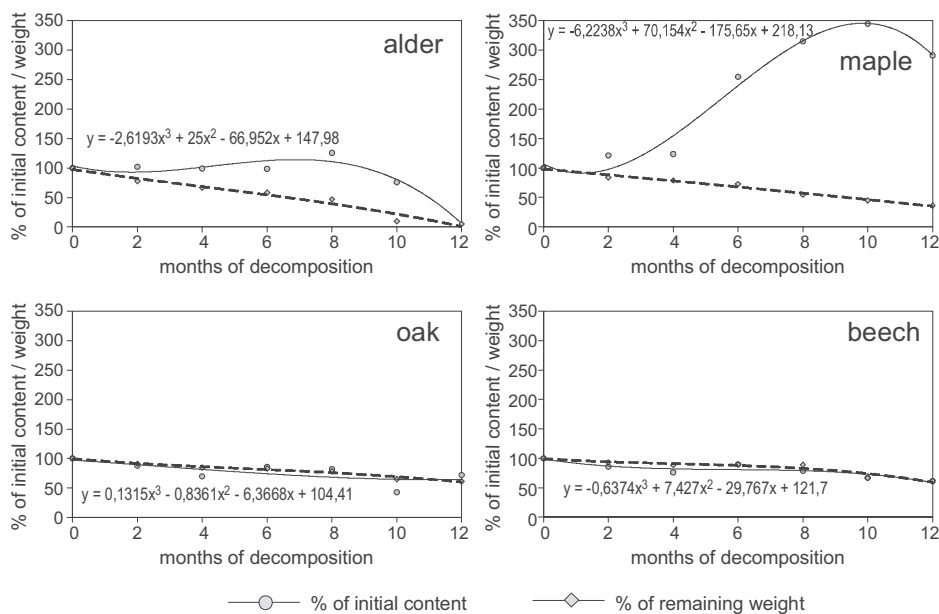 350
300
250
200
150
100
50
0
% of initial content / weight
alder
y = -2,6193x³ + 25x² - 66,952x + 147,98
0 2 4 6 8 10 12
months of decomposition
350
300
250
200
150
100
50
0
% of initial content / weight
y = -6,2238x³ + 70,154x² - 175,65x + 218,13
maple
0 2 4 6 8 10 12
months of decomposition
350
300
250
200
150
100
50
0
% of initial content / weight
oak
y = 0,1315x³ - 0,8361x² - 6,3668x + 104,41
0 2 4 6 8 10 12
months of decomposition
350
300
250
200
150
100
50
0
% of initial content / weight
beech
y = -0,6374x³ + 7,427x² - 29,767x + 121,7
0 2 4 6 8 10 12
months of decomposition
% of initial content % of remaining weight